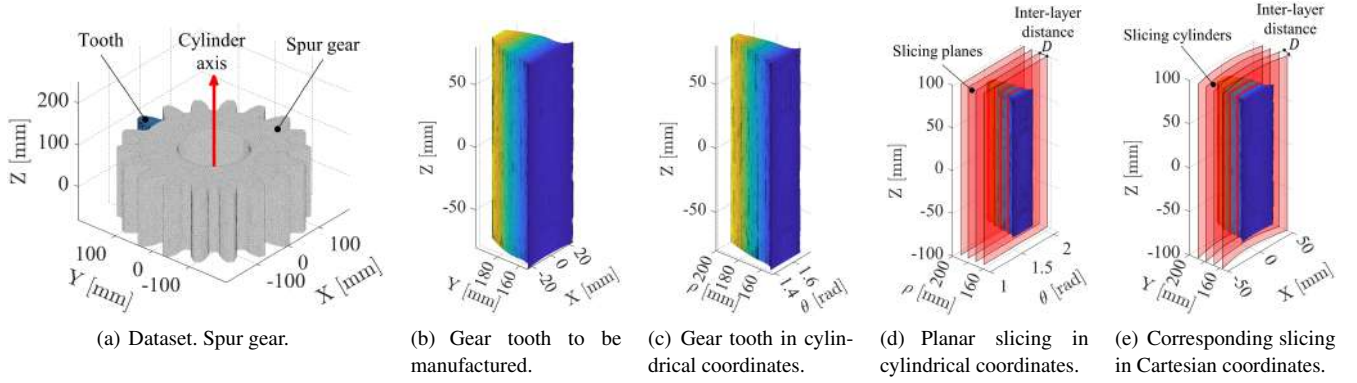 Tooth
Cylinder
axis
Spur gear
Z [mm]
200
100
0
100
0
-100
Y [mm]
100
0
-100
X [mm]
(a) Dataset. Spur gear.
Z [mm]
50
0
-50
180
160
Y [mm]
20
0
-20
X [mm]
(b) Gear tooth to be
manufactured.
Z [mm]
50
0
-50
200
180
160
ρ [mm]
1.6
1.4
θ [rad]
(c) Gear tooth in cylin-
drical coordinates.
Inter-layer
distance
D
Slicing planes
Z [mm]
100
50
0
-50
-100
200
160
ρ [mm]
2
1.5
1
θ [rad]
(d) Planar slicing in
cylindrical coordinates.
Inter-layer
distance
D
Slicing cylinders
Z [mm]
100
50
0
-50
-100
200
160
Y [mm]
50
0
-50
X [mm]
(e) Corresponding slicing
in Cartesian coordinates.